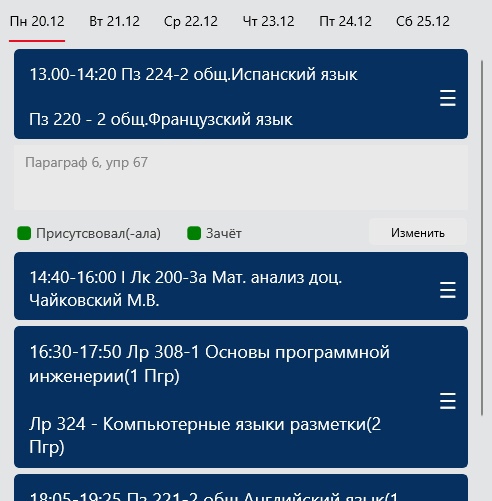 Пн 20.12 Вт 21.12 Ср 22.12 Чт 23.12 Пт 24.12 Сб 25.12
13.00-14:20 Пз 224-2 общ.Испанский язык
Пз 220 - 2 общ.Французский язык
Параграф 6, упр 67
Присутсвовал(-ала) Зачёт Изменить
14:40-16:00 I Лк 200-3а Мат. анализ доц.
Чайковский М.В.
16:30-17:50 Лр 308-1 Основы программной
инженерии(1 Пгр)
Лр 324 - Компьютерные языки разметки(2
Пгр)
18:05-19:25 Пз 221-2 общ.Английский язык(1